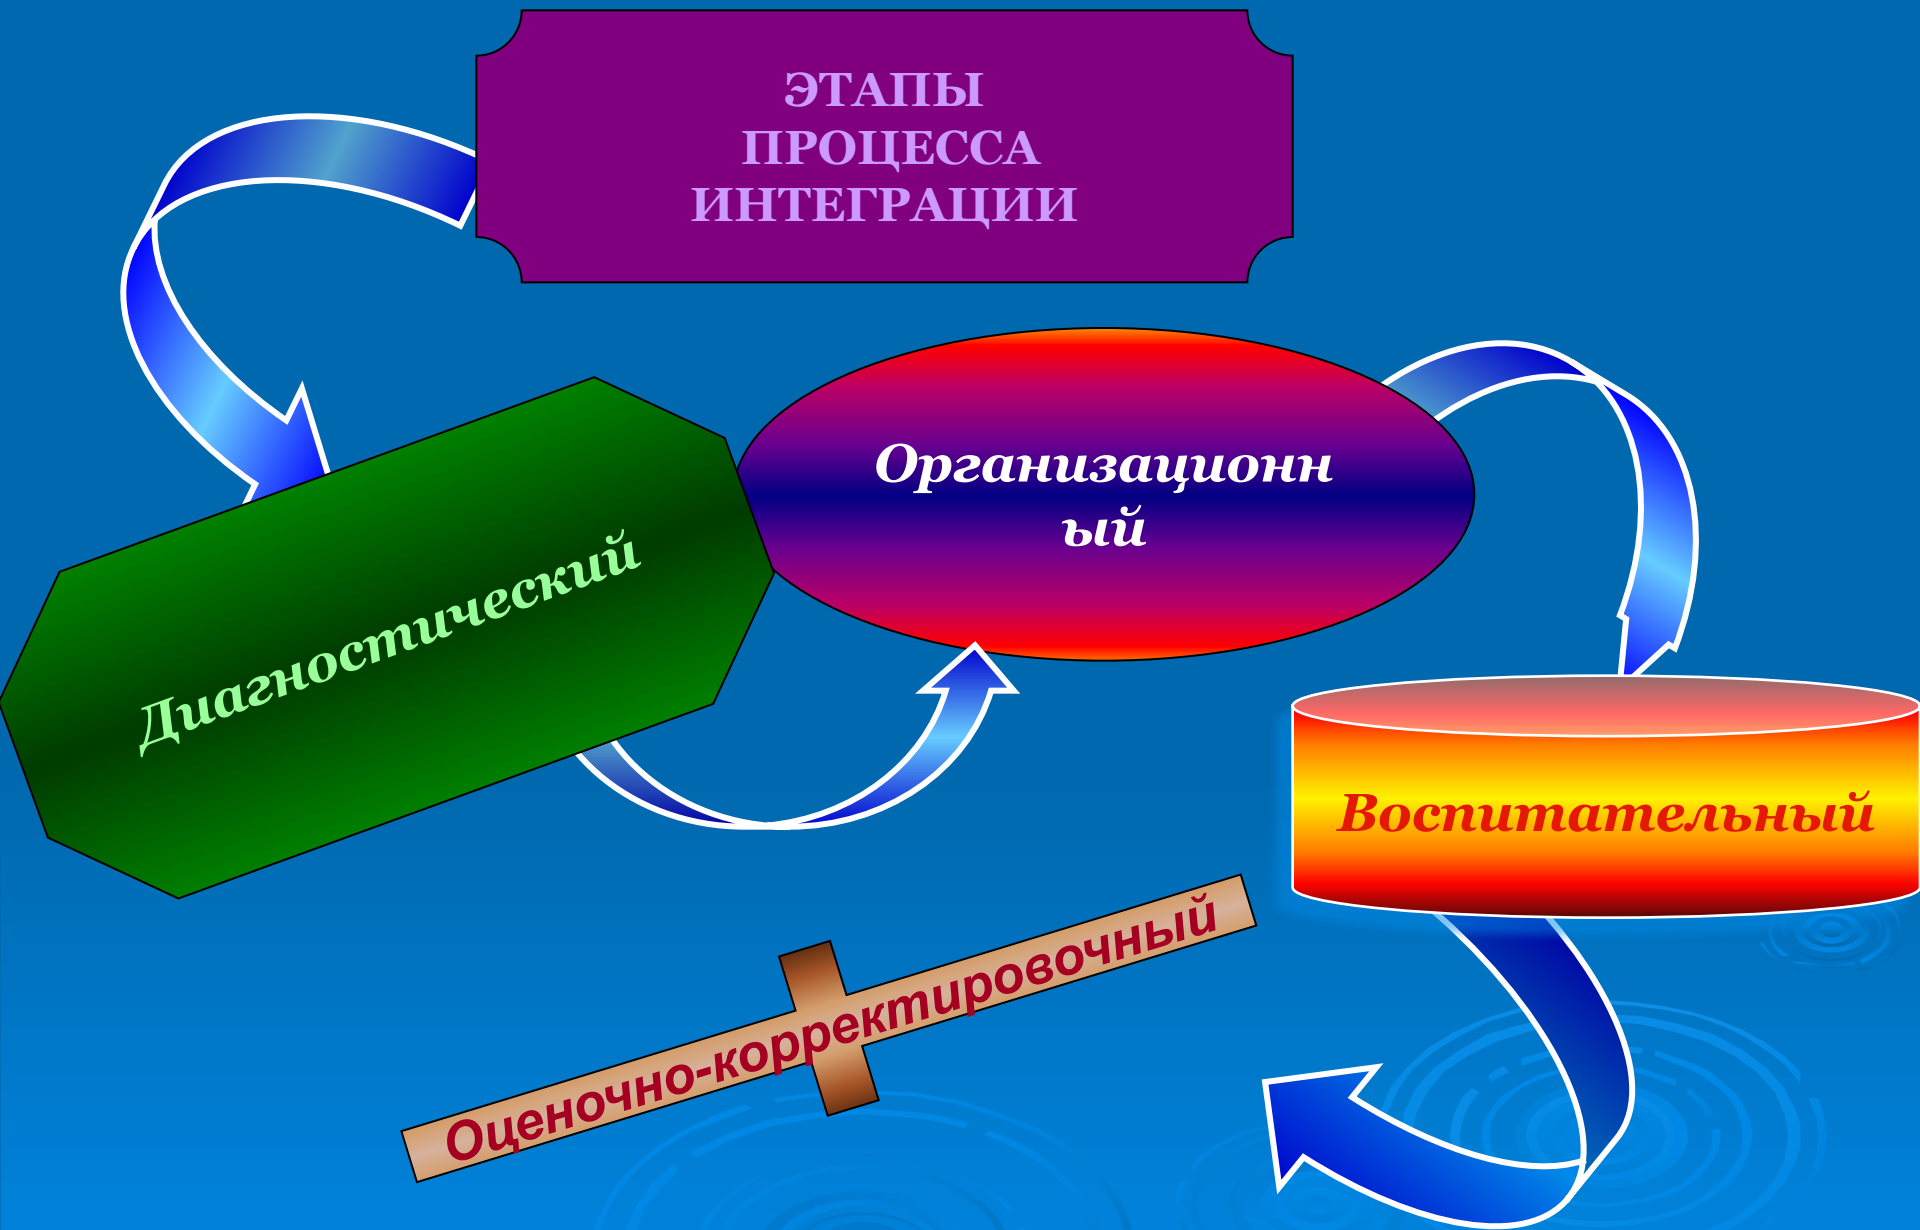 ЭТАПЫ
ПРОЦЕССА
ИНТЕГРАЦИИ
Диагностический
Организационн
ый
Воспитательный
Оценочно-корректировочный